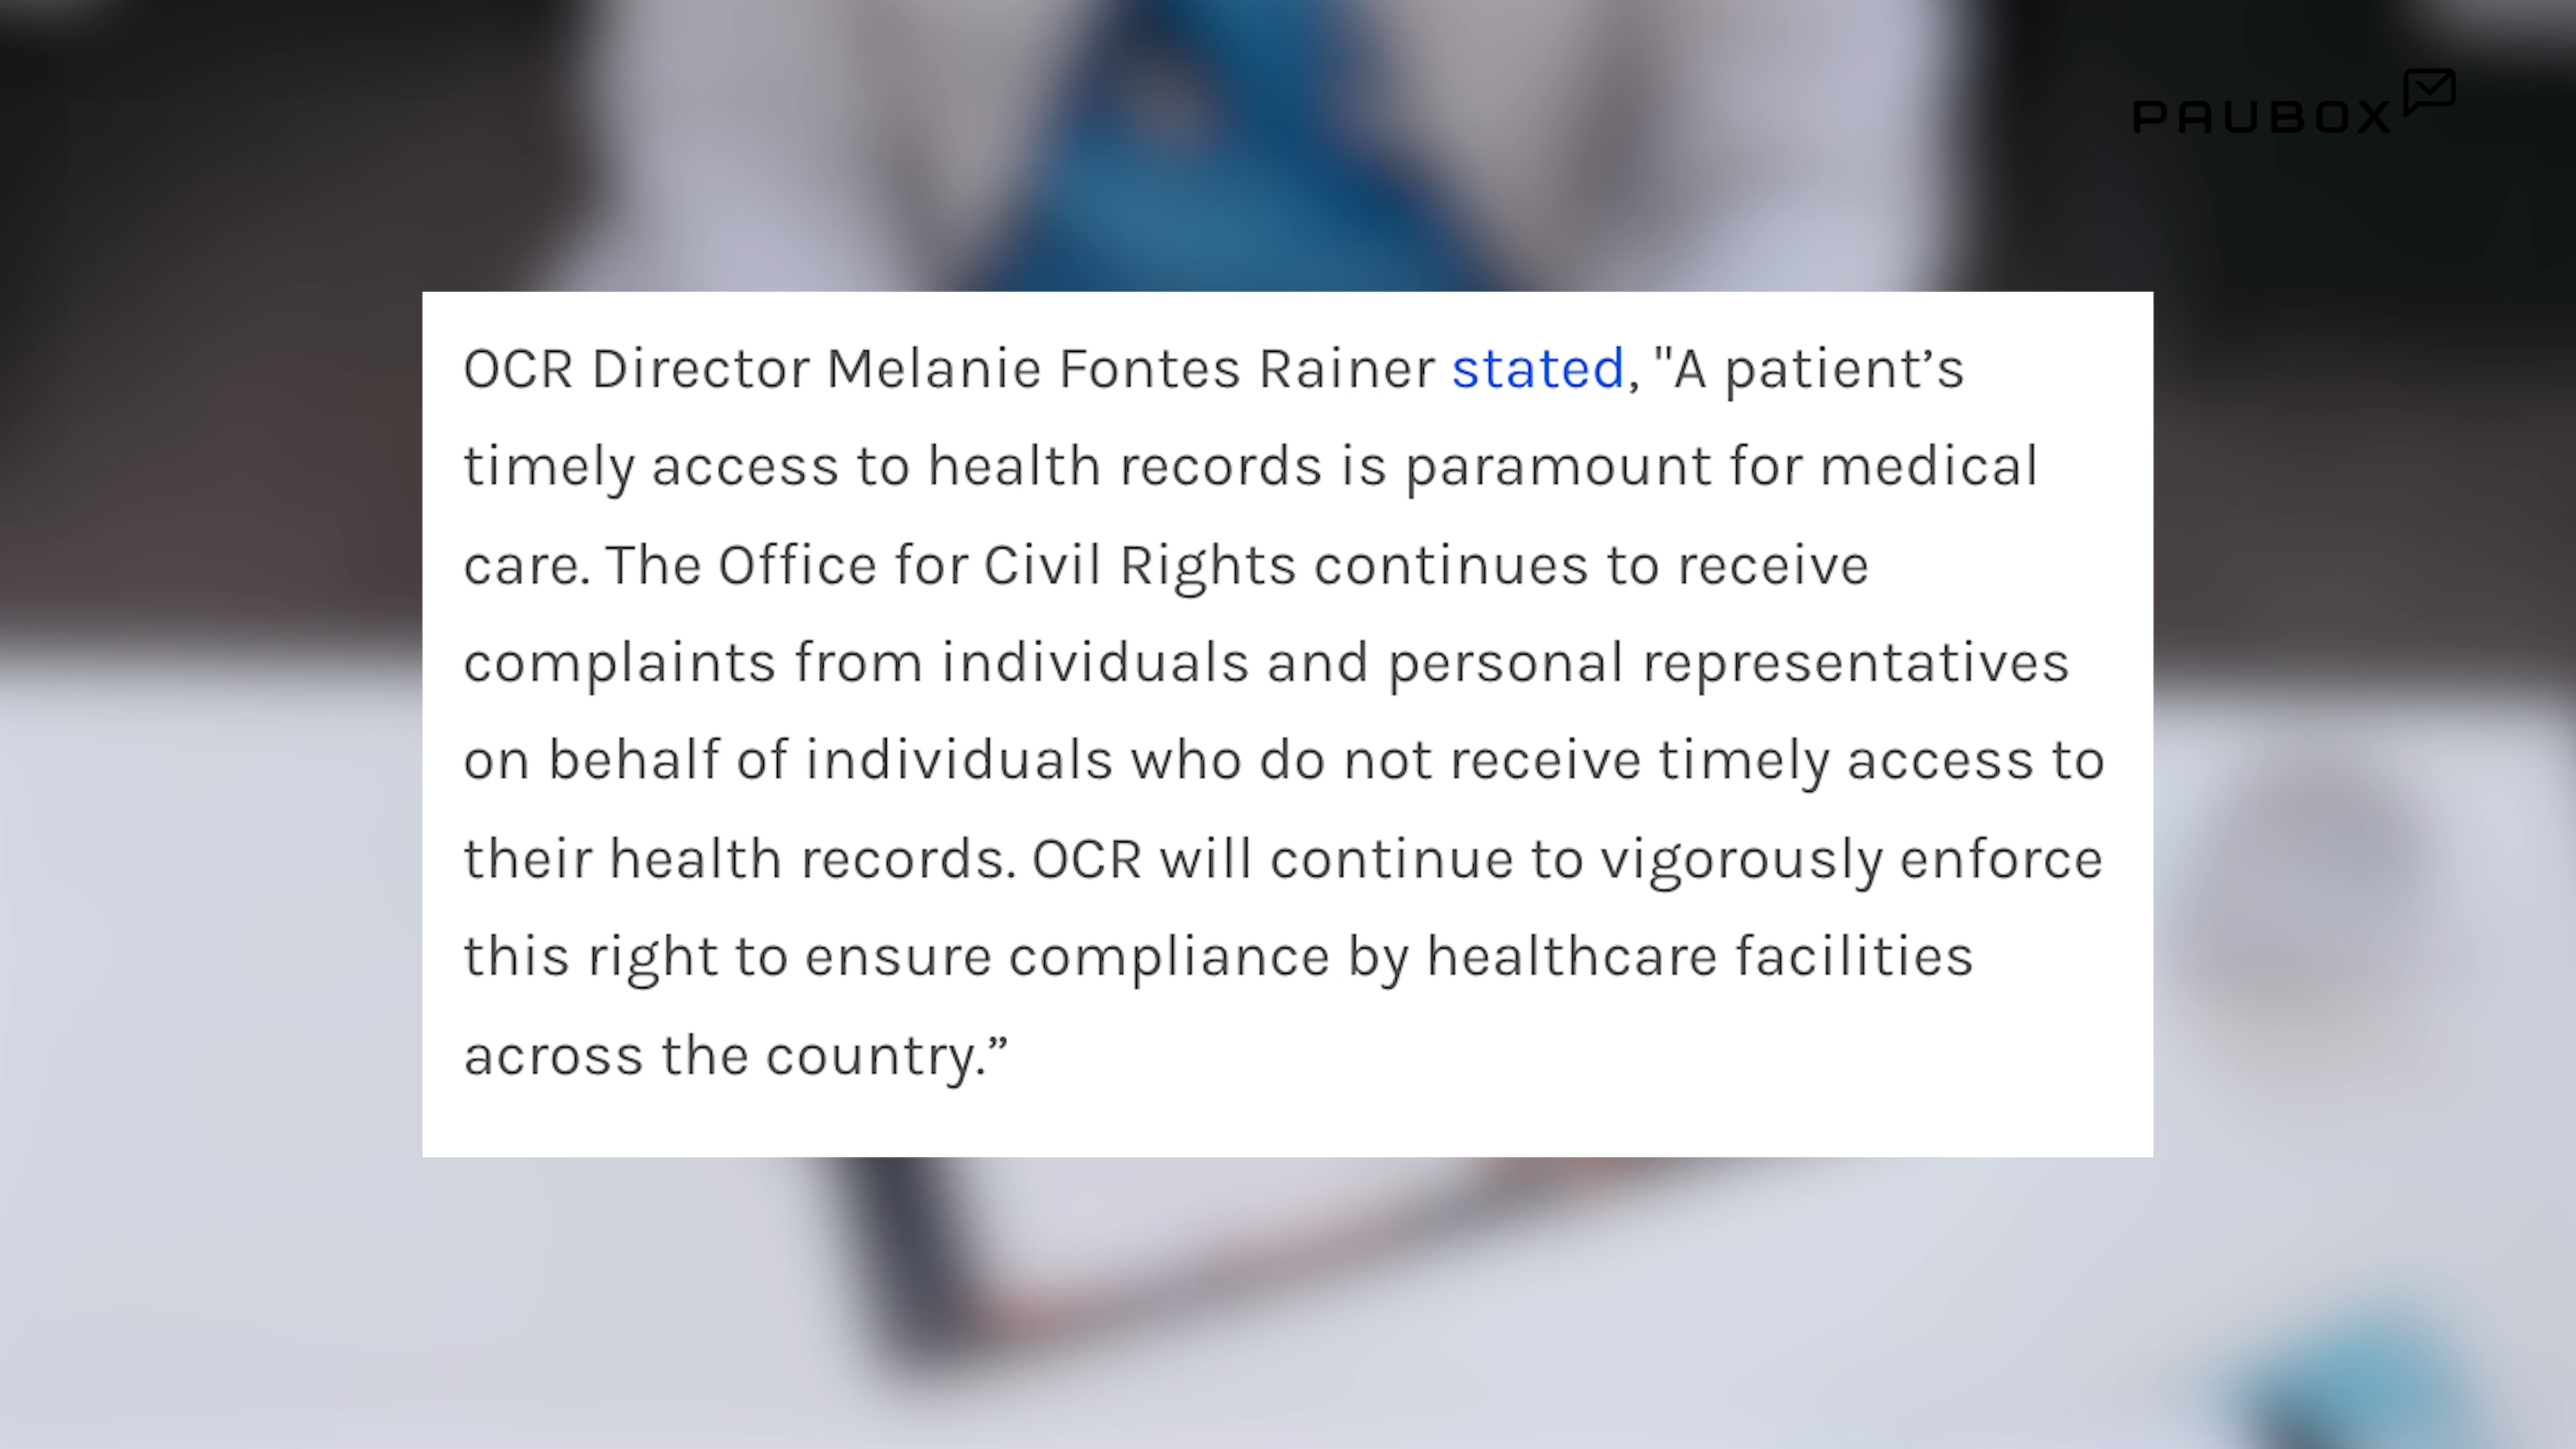 PAUBOX
OCR Director Melanie Fontes Rainer stated, "A patient’s
timely access to health records is paramount for medical
care. The Office for Civil Rights continues to receive
complaints from individuals and personal representatives
on behalf of individuals who do not receive timely access to
their health records. OCR will continue to vigorously enforce
this right to ensure compliance by healthcare facilities
across the country.”